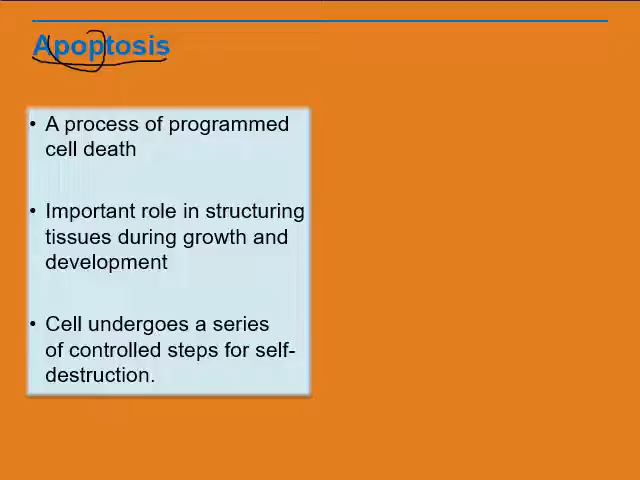 Apoptosis
• A process of programmed
cell death
• Important role in structuring
tissues during growth and
development
• Cell undergoes a series
of controlled steps for self-
destruction.